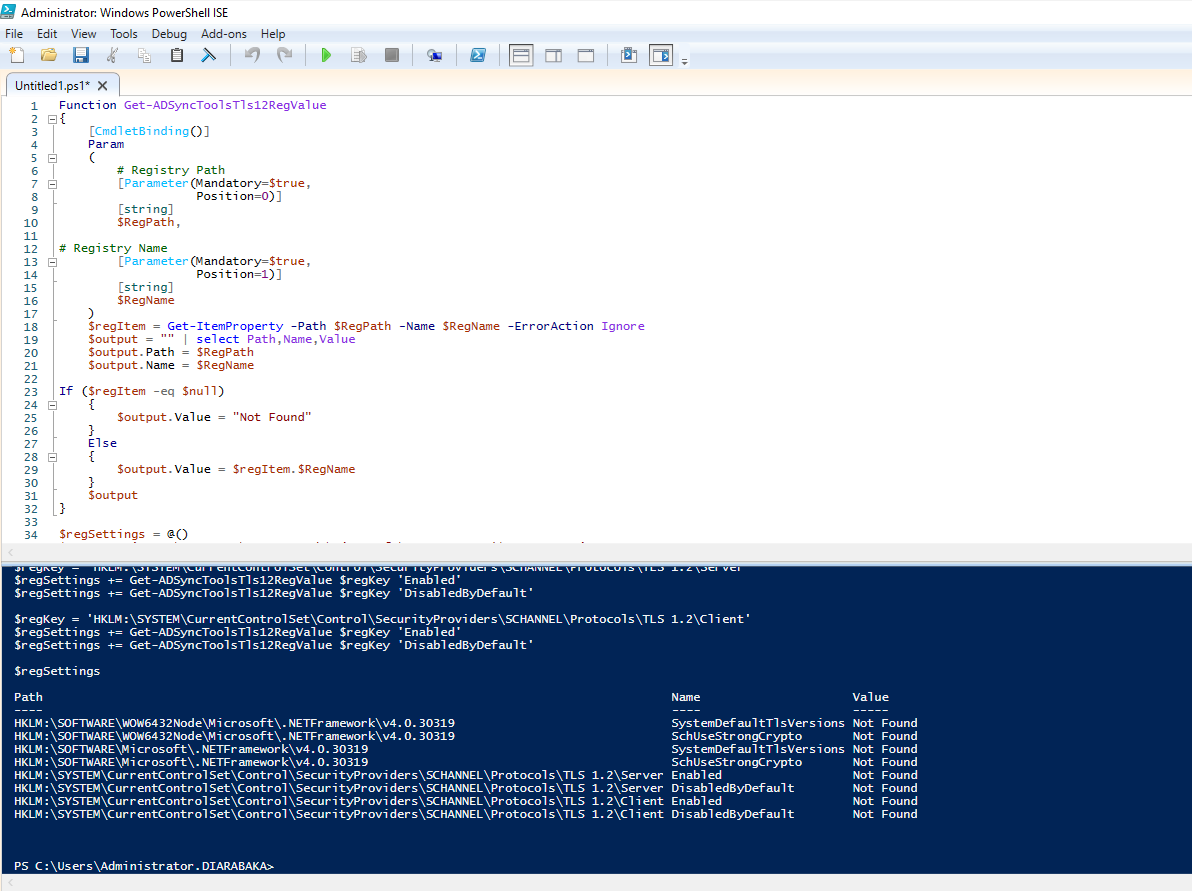 Administrator: Windows PowerShell ISE
File Edit View Tools Debug Add-ons Help
Untitled1.ps1* X
1 Function Get-ADSyncToolsTls12RegValue
2 {
3 [CmdletBinding()]
4 Param
5 (
6 # Registry Path
7 [Parameter(Mandatory=$true,
8 Position=0)]
9 [string]
10 $RegPath,
11
12 # Registry Name
13 [Parameter(Mandatory=$true,
14 Position=1)]
15 [string]
16 $RegName
17 )
18 $regItem = Get-ItemProperty -Path $RegPath -Name $RegName -ErrorAction Ignore
19 $output = "" | select Path,Name,Value
20 $output.Path = $RegPath
21 $output.Name = $RegName
22
23 If ($regItem -eq $null)
24 {
25 $output.Value = "Not Found"
26 }
27 Else
28 {
29 $output.Value = $regItem.$RegName
30 }
31 $output
32 }
33
34 $regSettings = @()
$regKey = 'HKLM:\SYSTEM\CurrentControlSet\Control\SecurityProviders\SCHANNEL\Protocols\TLS 1.2\Server'
$regSettings += Get-ADSyncToolsTls12RegValue $regKey 'Enabled'
$regSettings += Get-ADSyncToolsTls12RegValue $regKey 'DisabledByDefault'
$regKey = 'HKLM:\SYSTEM\CurrentControlSet\Control\SecurityProviders\SCHANNEL\Protocols\TLS 1.2\Client'
$regSettings += Get-ADSyncToolsTls12RegValue $regKey 'Enabled'
$regSettings += Get-ADSyncToolsTls12RegValue $regKey 'DisabledByDefault'
$regSettings
Path Name Value
---- ---- -----
HKLM:\SOFTWARE\WOW6432Node\Microsoft\.NETFramework\v4.0.30319 SystemDefaultTlsVersions Not Found
HKLM:\SOFTWARE\WOW6432Node\Microsoft\.NETFramework\v4.0.30319 SchUseStrongCrypto Not Found
HKLM:\SOFTWARE\Microsoft\.NETFramework\v4.0.30319 SystemDefaultTlsVersions Not Found
HKLM:\SOFTWARE\Microsoft\.NETFramework\v4.0.30319 SchUseStrongCrypto Not Found
HKLM:\SYSTEM\CurrentControlSet\Control\SecurityProviders\SCHANNEL\Protocols\TLS 1.2\Server Enabled Not Found
HKLM:\SYSTEM\CurrentControlSet\Control\SecurityProviders\SCHANNEL\Protocols\TLS 1.2\Server DisabledByDefault Not Found
HKLM:\SYSTEM\CurrentControlSet\Control\SecurityProviders\SCHANNEL\Protocols\TLS 1.2\Client Enabled Not Found
HKLM:\SYSTEM\CurrentControlSet\Control\SecurityProviders\SCHANNEL\Protocols\TLS 1.2\Client DisabledByDefault Not Found
PS C:\Users\Administrator.DIARABAKA>